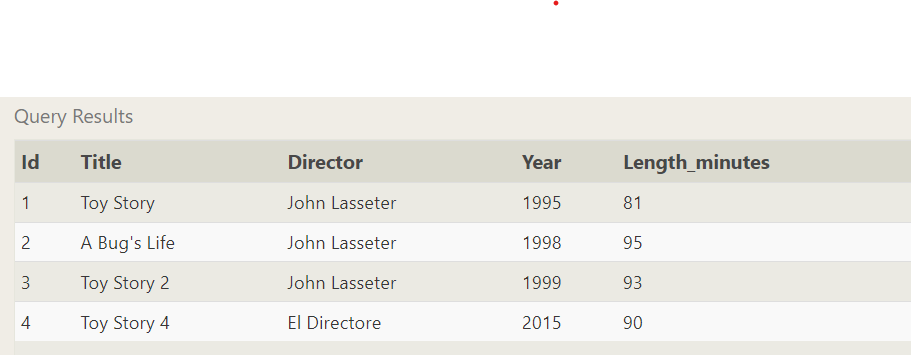 Query Results
Id Title Director Year Length_minutes
1 Toy Story John Lasseter 1995 81
2 A Bug's Life John Lasseter 1998 95
3 Toy Story 2 John Lasseter 1999 93
4 Toy Story 4 El Directore 2015 90